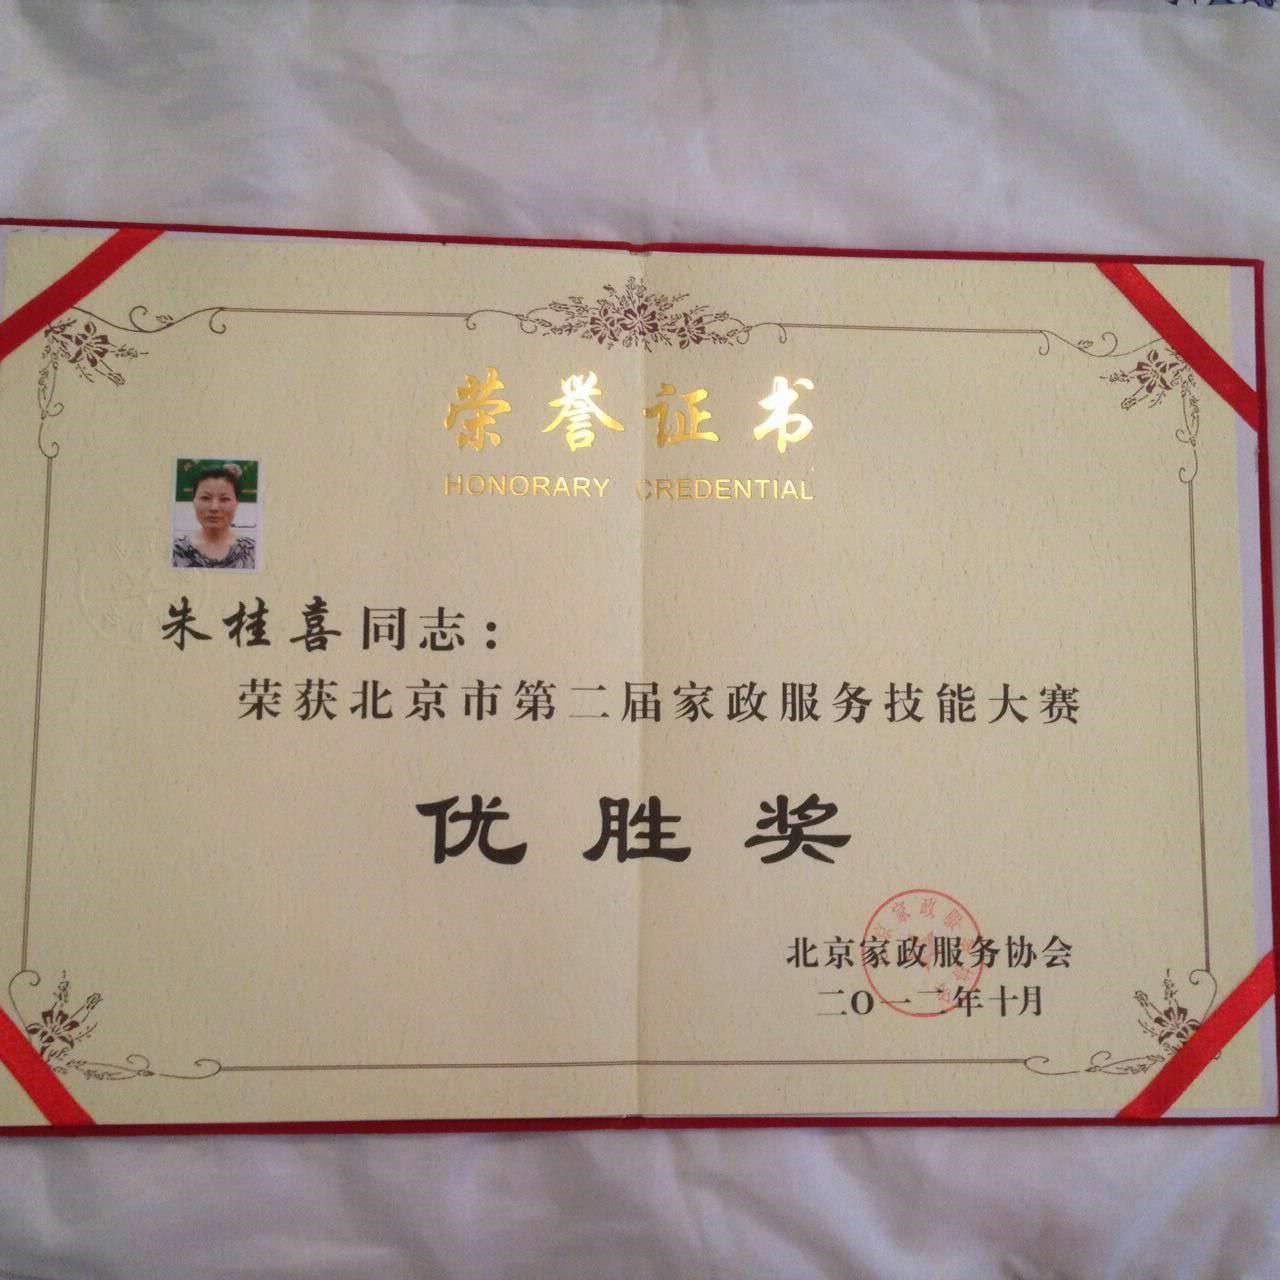 荣誉证书
HONORARY CREDENTIAL
朱桂喜同志：
荣获北京市第二届家政服务技能大赛
优胜奖
北京家政服务协会
二〇一二年十月